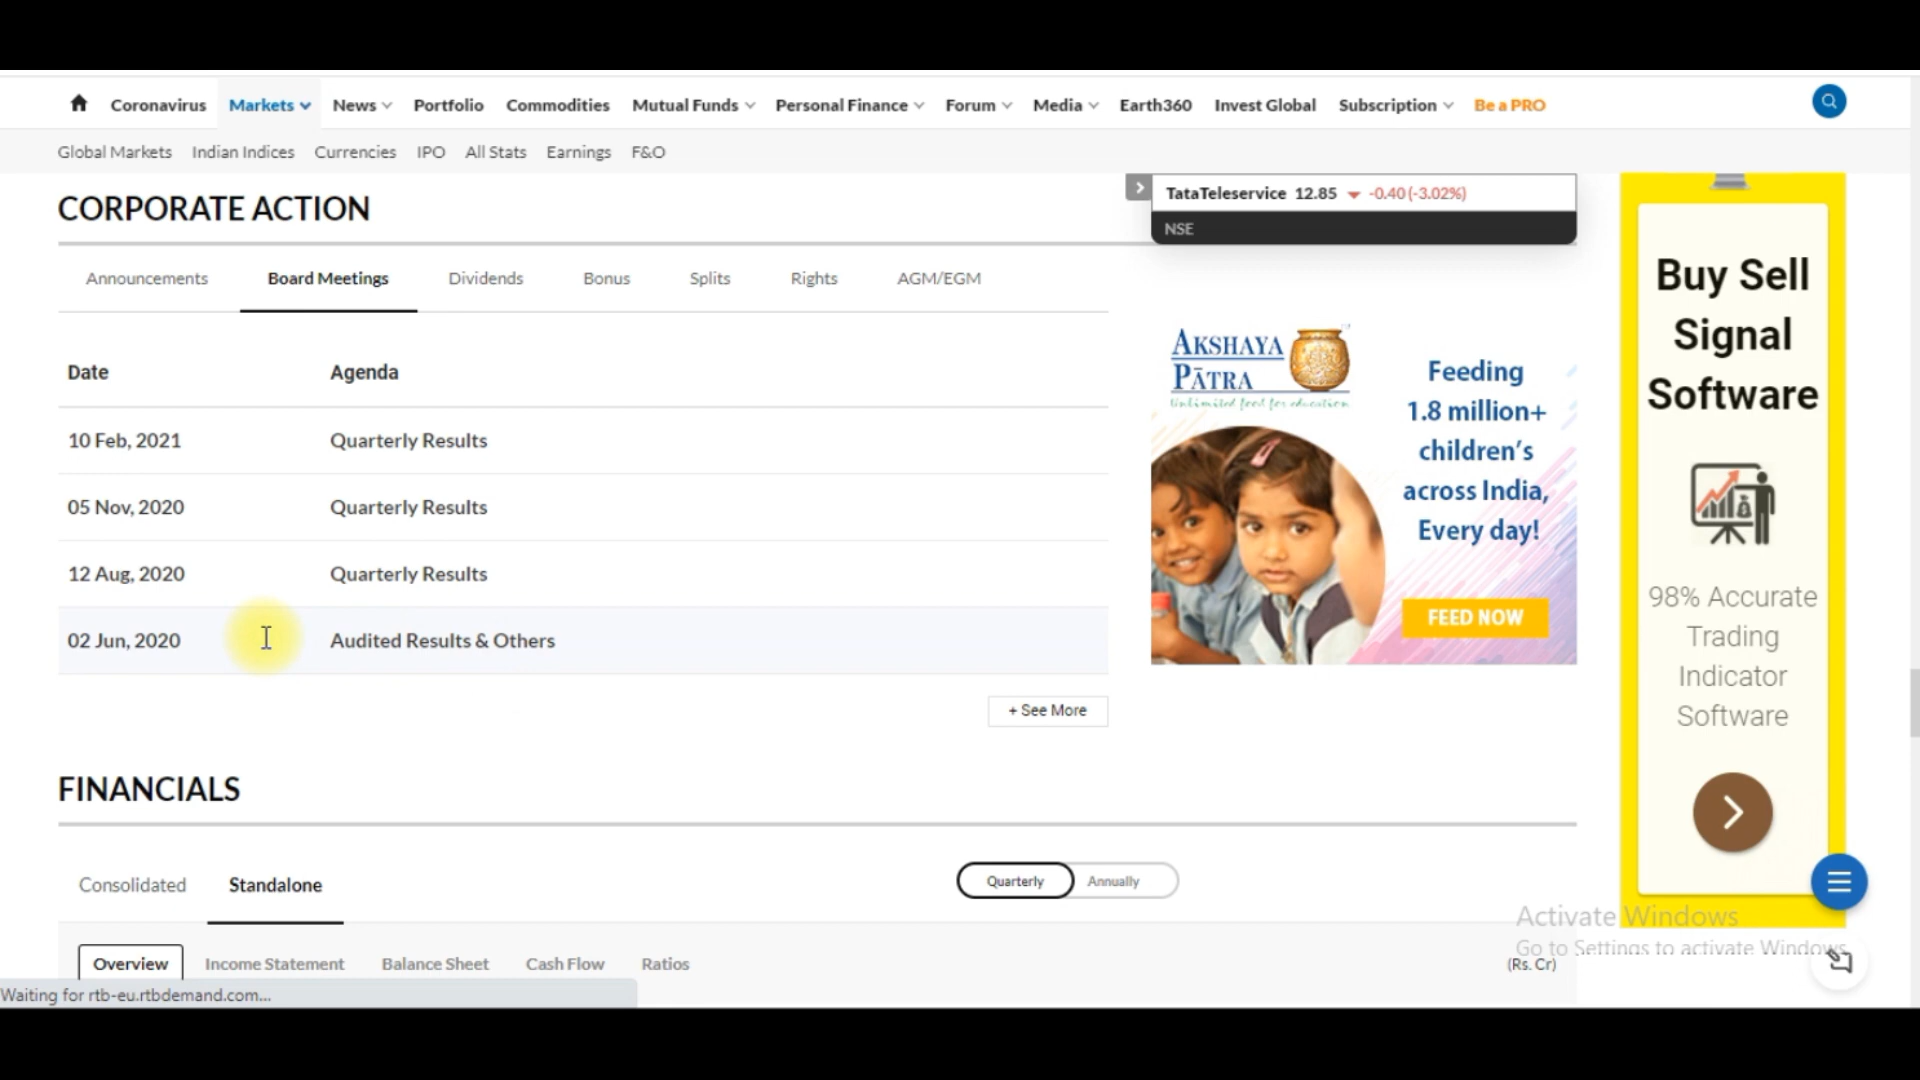 Coronavirus Markets News Portfolio Commodities Mutual Funds Personal Finance Forum Media Earth360 Invest Global Subscription Be a PRO
Global Markets Indian Indices Currencies IPO All Stats Earnings F&O
CORPORATE ACTION
TataTeleservice 12.85 -0.40 (-3.02%)
NSE
Announcements Board Meetings Dividends Bonus Splits Rights AGM/EGM
Date Agenda
10 Feb, 2021 Quarterly Results
05 Nov, 2020 Quarterly Results
12 Aug, 2020 Quarterly Results
02 Jun, 2020 Audited Results & Others
+ See More
AKSHAYA
PĀTRA
Unlimited food for education
Feeding
1.8 million+
children's
across India,
Every day!
FEED NOW
Buy Sell
Signal
Software
98% Accurate
Trading
Indicator
Software
FINANCIALS
Consolidated Standalone
Quarterly Annually
Overview Income Statement Balance Sheet Cash Flow Ratios
(Rs. Cr)
Activate Windows
Go to Settings to activate Windows.
Waiting for rtb-eu.rtbdemand.com...